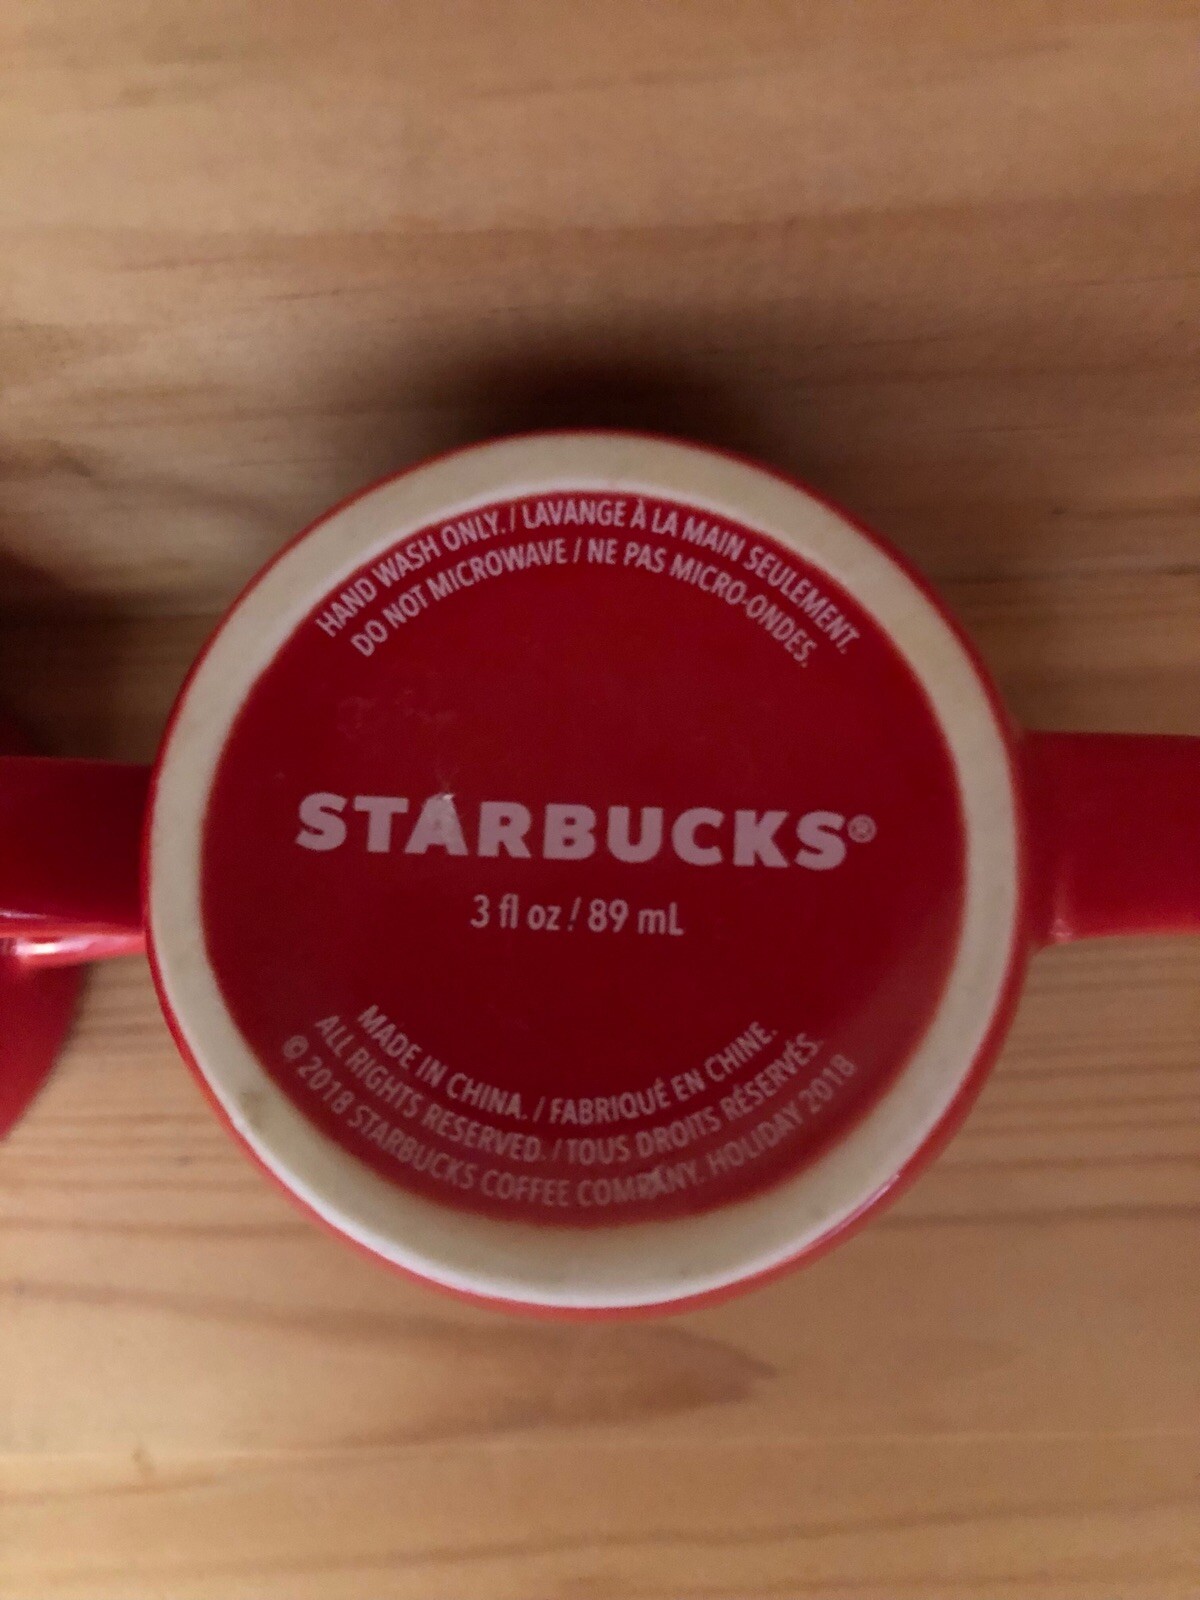 HAND WASH ONLY. / LAVANGE À LA MAIN SEULEMENT.
DO NOT MICROWAVE / NE PAS MICRO-ONDES.
STARBUCKS®
3 fl oz / 89 mL
MADE IN CHINA. / FABRIQUÉ EN CHINE.
ALL RIGHTS RESERVED. / TOUS DROITS RÉSERVÉS.
© 2018 STARBUCKS COFFEE COMPANY. HOLIDAY 2018